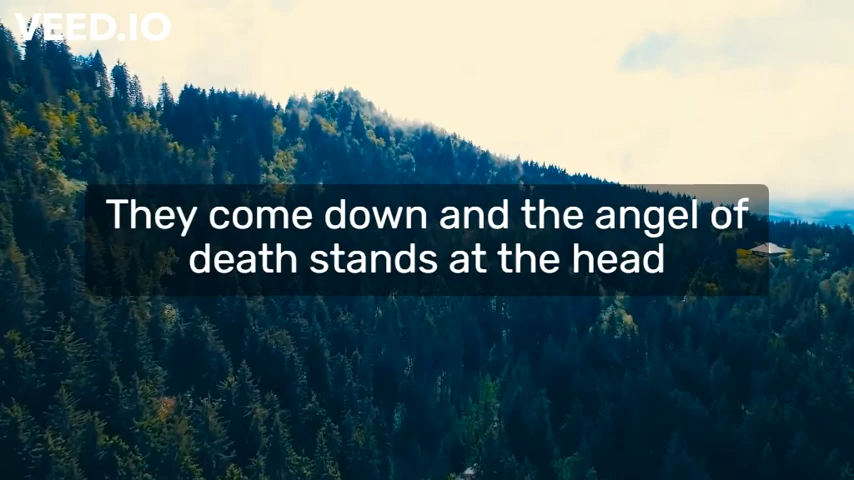 VEED.IO
They come down and the angel of
death stands at the head